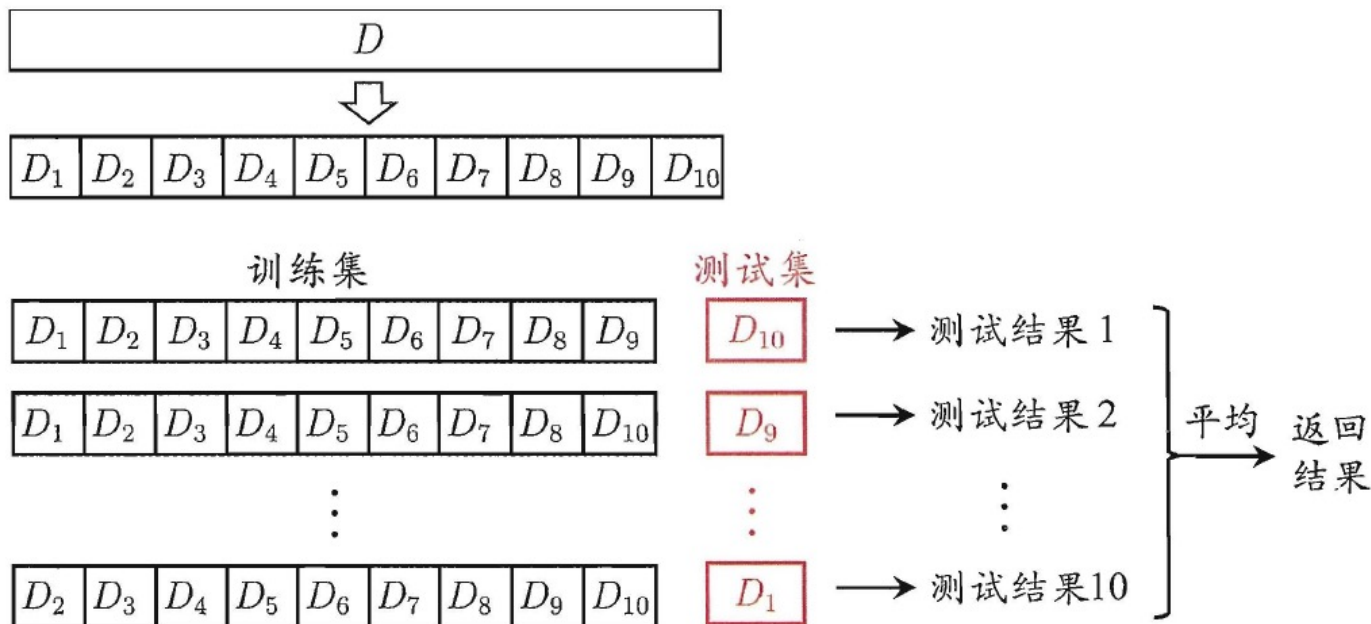 D
D₁ D₂ D₃ D₄ D₅ D₆ D₇ D₈ D₉ D₁₀
训练集 测试集
D₁ D₂ D₃ D₄ D₅ D₆ D₇ D₈ D₉ D₁₀ 测试结果1
D₁ D₂ D₃ D₄ D₅ D₆ D₇ D₈ D₁₀ D₉ 测试结果2
平均 返回
结果
D₂ D₃ D₄ D₅ D₆ D₇ D₈ D₉ D₁₀ D₁ 测试结果10